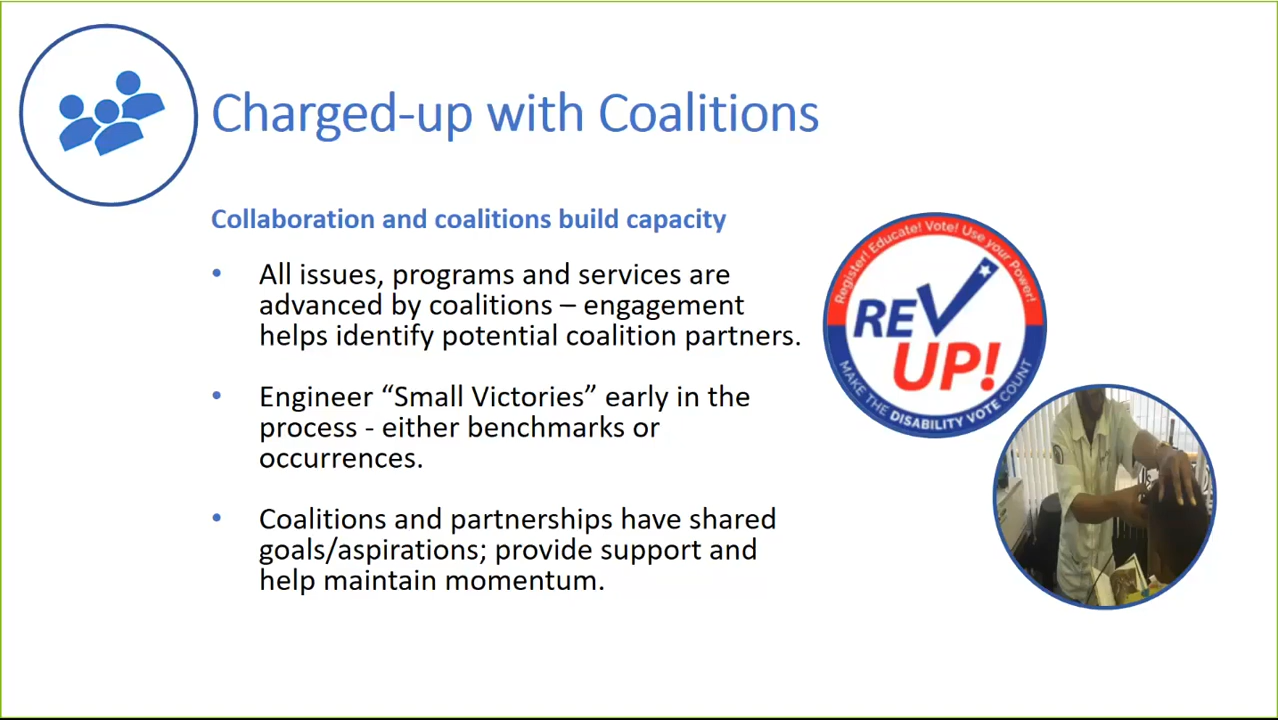 Charged-up with Coalitions
Collaboration and coalitions build capacity
• All issues, programs and services are
advanced by coalitions – engagement
helps identify potential coalition partners.
• Engineer “Small Victories” early in the
process - either benchmarks or
occurrences.
• Coalitions and partnerships have shared
goals/aspirations; provide support and
help maintain momentum.
Register! Educate! Vote! Use your Power!
REV
UP!
MAKE THE DISABILITY VOTE COUNT